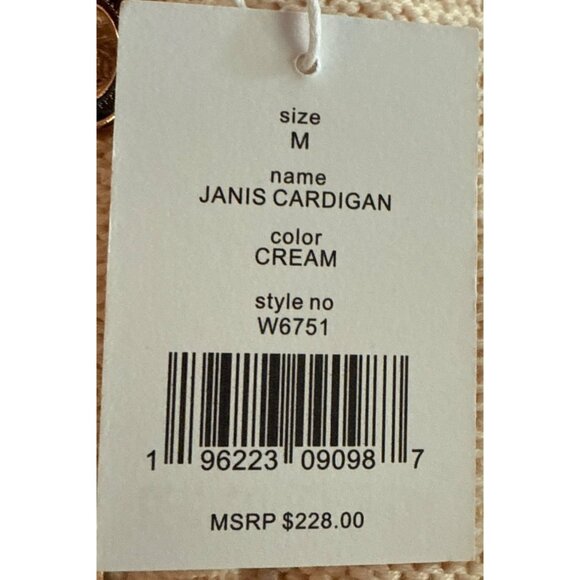 size
M
name
JANIS CARDIGAN
color
CREAM
style no
W6751
1 96223 09098 7
MSRP $228.00